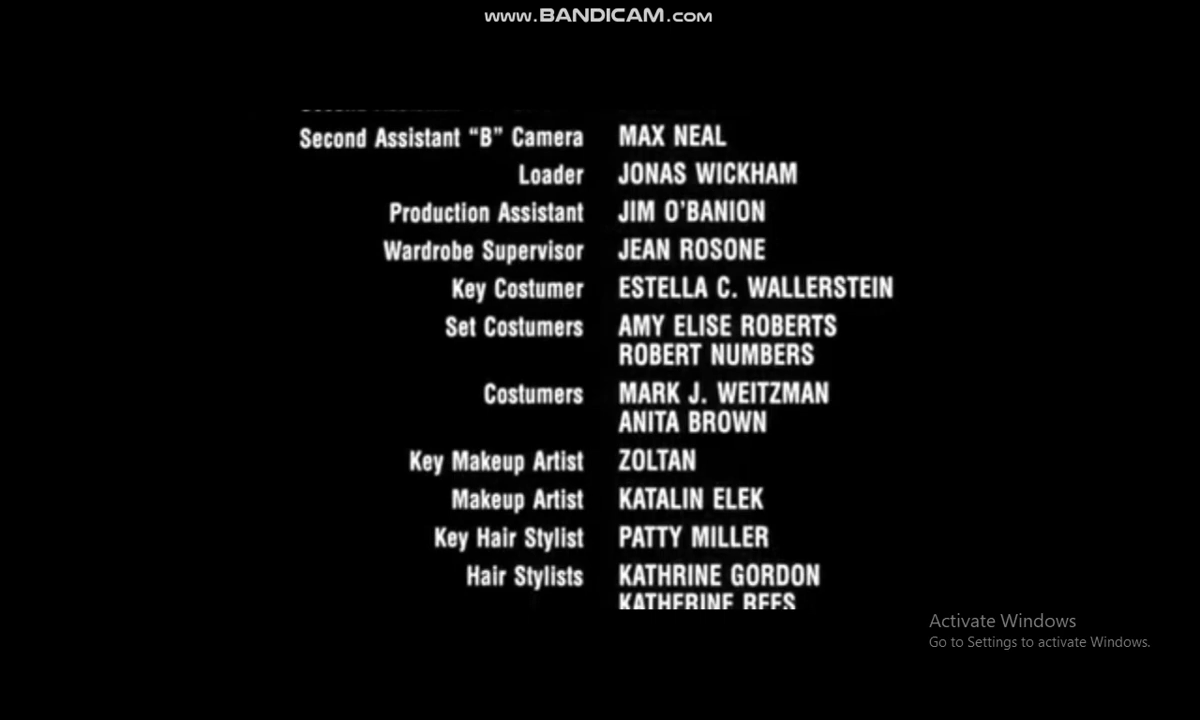 www.BANDICAM.com
Second Assistant “B” Camera MAX NEAL
Loader JONAS WICKHAM
Production Assistant JIM O'BANION
Wardrobe Supervisor JEAN ROSONE
Key Costumer ESTELLA C. WALLERSTEIN
Set Costumers AMY ELISE ROBERTS
ROBERT NUMBERS
Costumers MARK J. WEITZMAN
ANITA BROWN
Key Makeup Artist ZOLTAN
Makeup Artist KATALIN ELEK
Key Hair Stylist PATTY MILLER
Hair Stylists KATHRINE GORDON
KATHERINE REES
Activate Windows
Go to Settings to activate Windows.